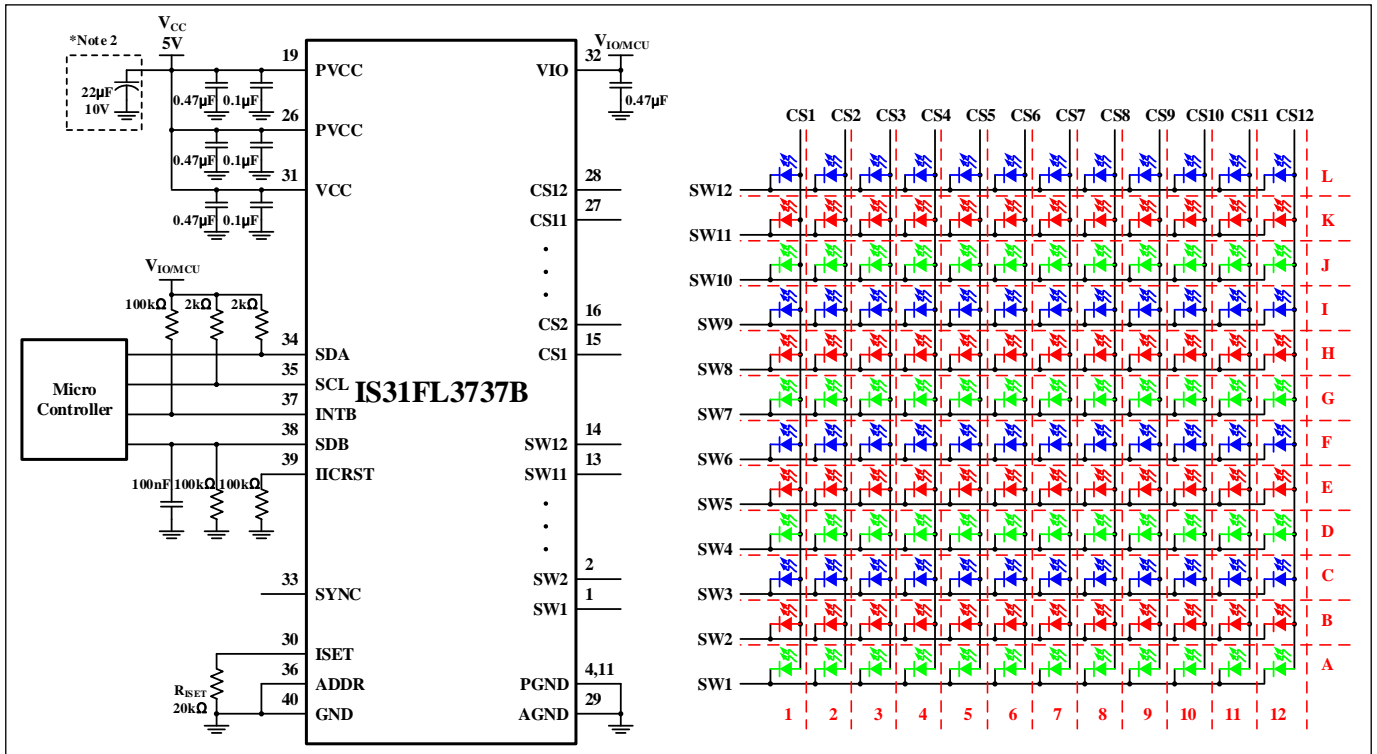 *Note 2
VCC
5V
22μF
10V
0.47μF
0.1μF
0.47μF
0.1μF
0.47μF
0.1μF
19
PVCC
26
PVCC
31
VCC
VIO/MCU
100kΩ
2kΩ
2kΩ
Micro
Controller
34
SDA
35
SCL
37
INTB
38
SDB
39
IICRST
100nF
100kΩ
100kΩ
33
SYNC
30
ISET
36
ADDR
40
GND
RISET
20kΩ
IS31FL3737B
VIO/MCU
32
VIO
0.47μF
28
CS12
27
CS11
16
CS2
15
CS1
14
SW12
13
SW11
2
SW2
1
SW1
4,11
PGND
29
AGND
CS1 CS2 CS3 CS4 CS5 CS6 CS7 CS8 CS9 CS10 CS11 CS12
SW12 L
SW11 K
SW10 J
SW9 I
SW8 H
SW7 G
SW6 F
SW5 E
SW4 D
SW3 C
SW2 B
SW1 A
1 2 3 4 5 6 7 8 9 10 11 12